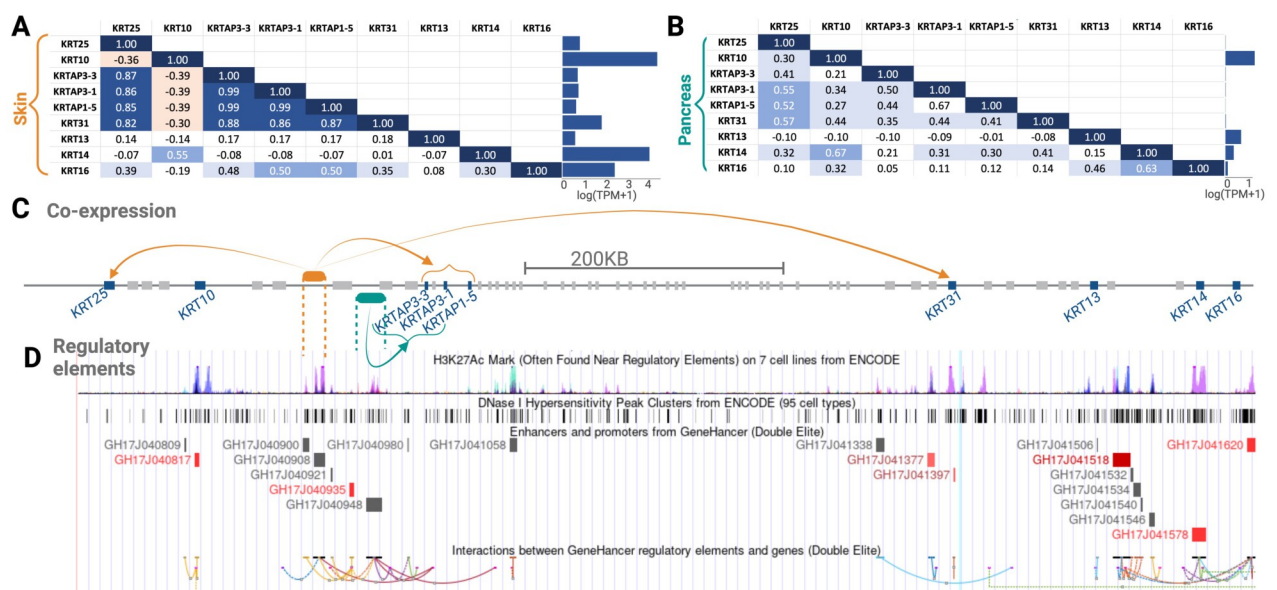 A
KRT25 KRT10 KRTAP3-3 KRTAP3-1 KRTAP1-5 KRT31 KRT13 KRT14 KRT16
Skin
KRT25 1.00
KRT10 -0.36 1.00
KRTAP3-3 0.87 -0.39 1.00
KRTAP3-1 0.86 -0.39 0.99 1.00
KRTAP1-5 0.85 -0.39 0.99 0.99 1.00
KRT31 0.82 -0.30 0.88 0.86 0.87 1.00
KRT13 0.14 -0.14 0.17 0.17 0.17 0.18 1.00
KRT14 -0.07 0.55 -0.08 -0.08 -0.07 0.01 -0.07 1.00
KRT16 0.39 -0.19 0.48 0.50 0.50 0.35 0.08 0.30 1.00
0 1 2 3 4
log(TPM+1)
B
KRT25 KRT10 KRTAP3-3 KRTAP3-1 KRTAP1-5 KRT31 KRT13 KRT14 KRT16
Pancreas
KRT25 1.00
KRT10 0.30 1.00
KRTAP3-3 0.41 0.21 1.00
KRTAP3-1 0.55 0.34 0.50 1.00
KRTAP1-5 0.52 0.27 0.44 0.67 1.00
KRT31 0.57 0.44 0.35 0.44 0.41 1.00
KRT13 -0.10 -0.10 -0.10 -0.09 -0.01 -0.08 1.00
KRT14 0.32 0.67 0.21 0.31 0.30 0.41 0.15 1.00
KRT16 0.10 0.32 0.05 0.11 0.12 0.14 0.46 0.63 1.00
0 1
log(TPM+1)
C Co-expression
200KB
KRT25 KRT10 KRTAP3-3 KRTAP3-1 KRTAP1-5 KRT31 KRT13 KRT14 KRT16
D Regulatory
elements
H3K27Ac Mark (Often Found Near Regulatory Elements) on 7 cell lines from ENCODE
DNase I Hypersensitivity Peak Clusters from ENCODE (95 cell types)
Enhancers and promoters from GeneHancer (Double Elite)
GH17J040809 GH17J040900 GH17J040980 GH17J041058 GH17J041338 GH17J041506 GH17J041620
GH17J040817 GH17J040908 GH17J041377 GH17J041518
GH17J040921 GH17J041397 GH17J041532
GH17J040935 GH17J041534
GH17J040948 GH17J041540
GH17J041546
GH17J041578
Interactions between GeneHancer regulatory elements and genes (Double Elite)